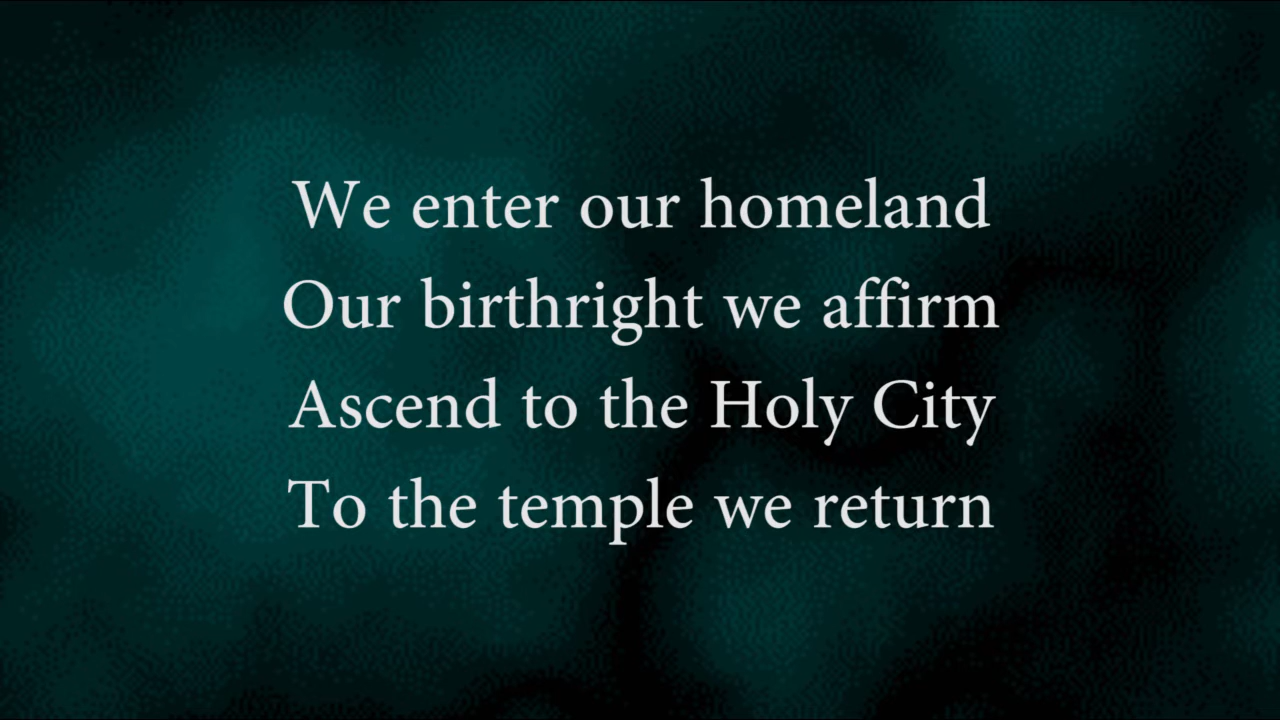 We enter our homeland
Our birthright we affirm
Ascend to the Holy City
To the temple we return